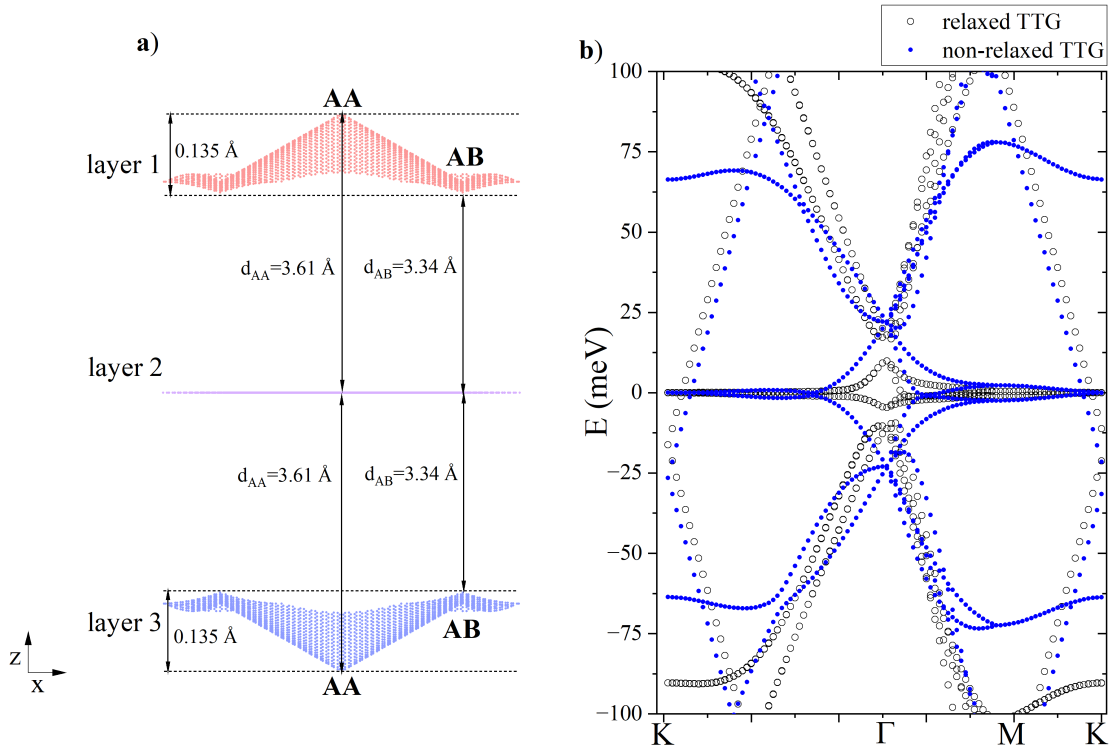 a)
AA
0.135 Å
layer 1
AB
d_AA=3.61 Å
d_AB=3.34 Å
layer 2
d_AA=3.61 Å
d_AB=3.34 Å
layer 3
0.135 Å
AB
AA
z
x
b)
relaxed TTG
non-relaxed TTG
E (meV)
100
75
50
25
0
−25
−50
−75
−100
K
Γ
M
K